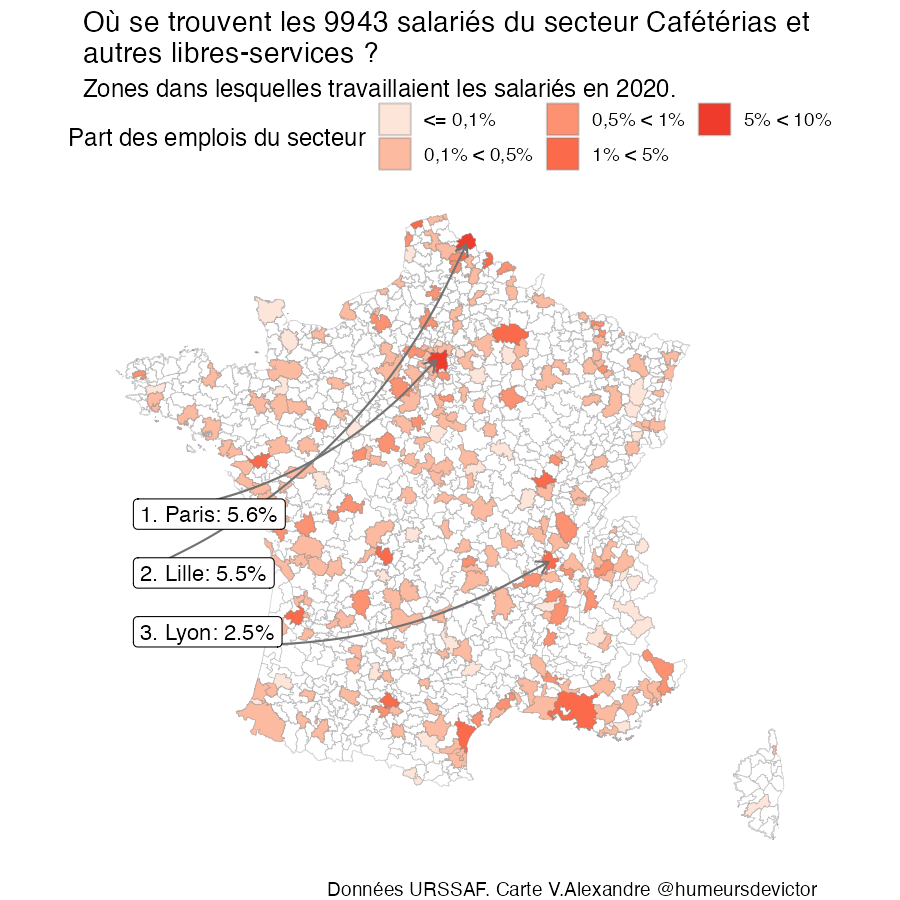 Où se trouvent les 9943 salariés du secteur Cafétérias et
autres libres-services ?
Zones dans lesquelles travaillaient les salariés en 2020.
Part des emplois du secteur
<= 0,1%
0,1% < 0,5%
0,5% < 1%
1% < 5%
5% < 10%
1. Paris: 5.6%
2. Lille: 5.5%
3. Lyon: 2.5%
Données URSSAF. Carte V.Alexandre @humeursdevictor